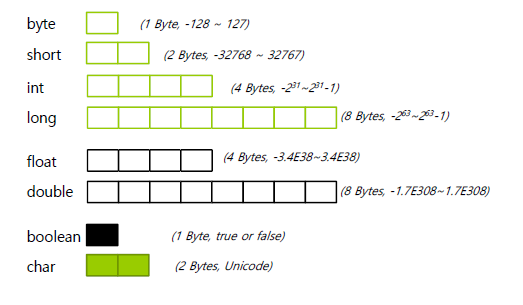 byte (1 Byte, -128 ~ 127)
short (2 Bytes, -32768 ~ 32767)
int (4 Bytes, -2³¹~2³¹-1)
long (8 Bytes, -2⁶³~2⁶³-1)
float (4 Bytes, -3.4E38~3.4E38)
double (8 Bytes, -1.7E308~1.7E308)
boolean (1 Byte, true or false)
char (2 Bytes, Unicode)